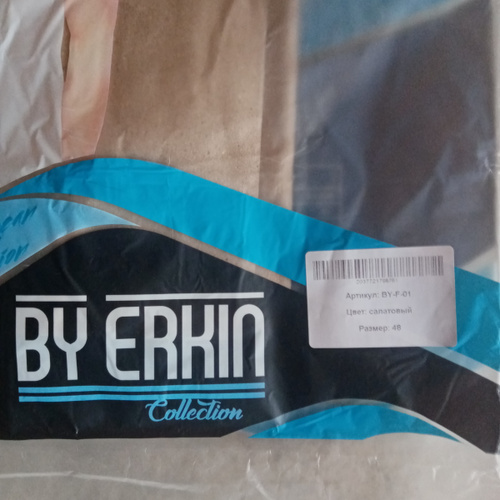 BY ERKIN
Collection
Артикул: BY-F-01
Цвет: салатовый
Размер: 48